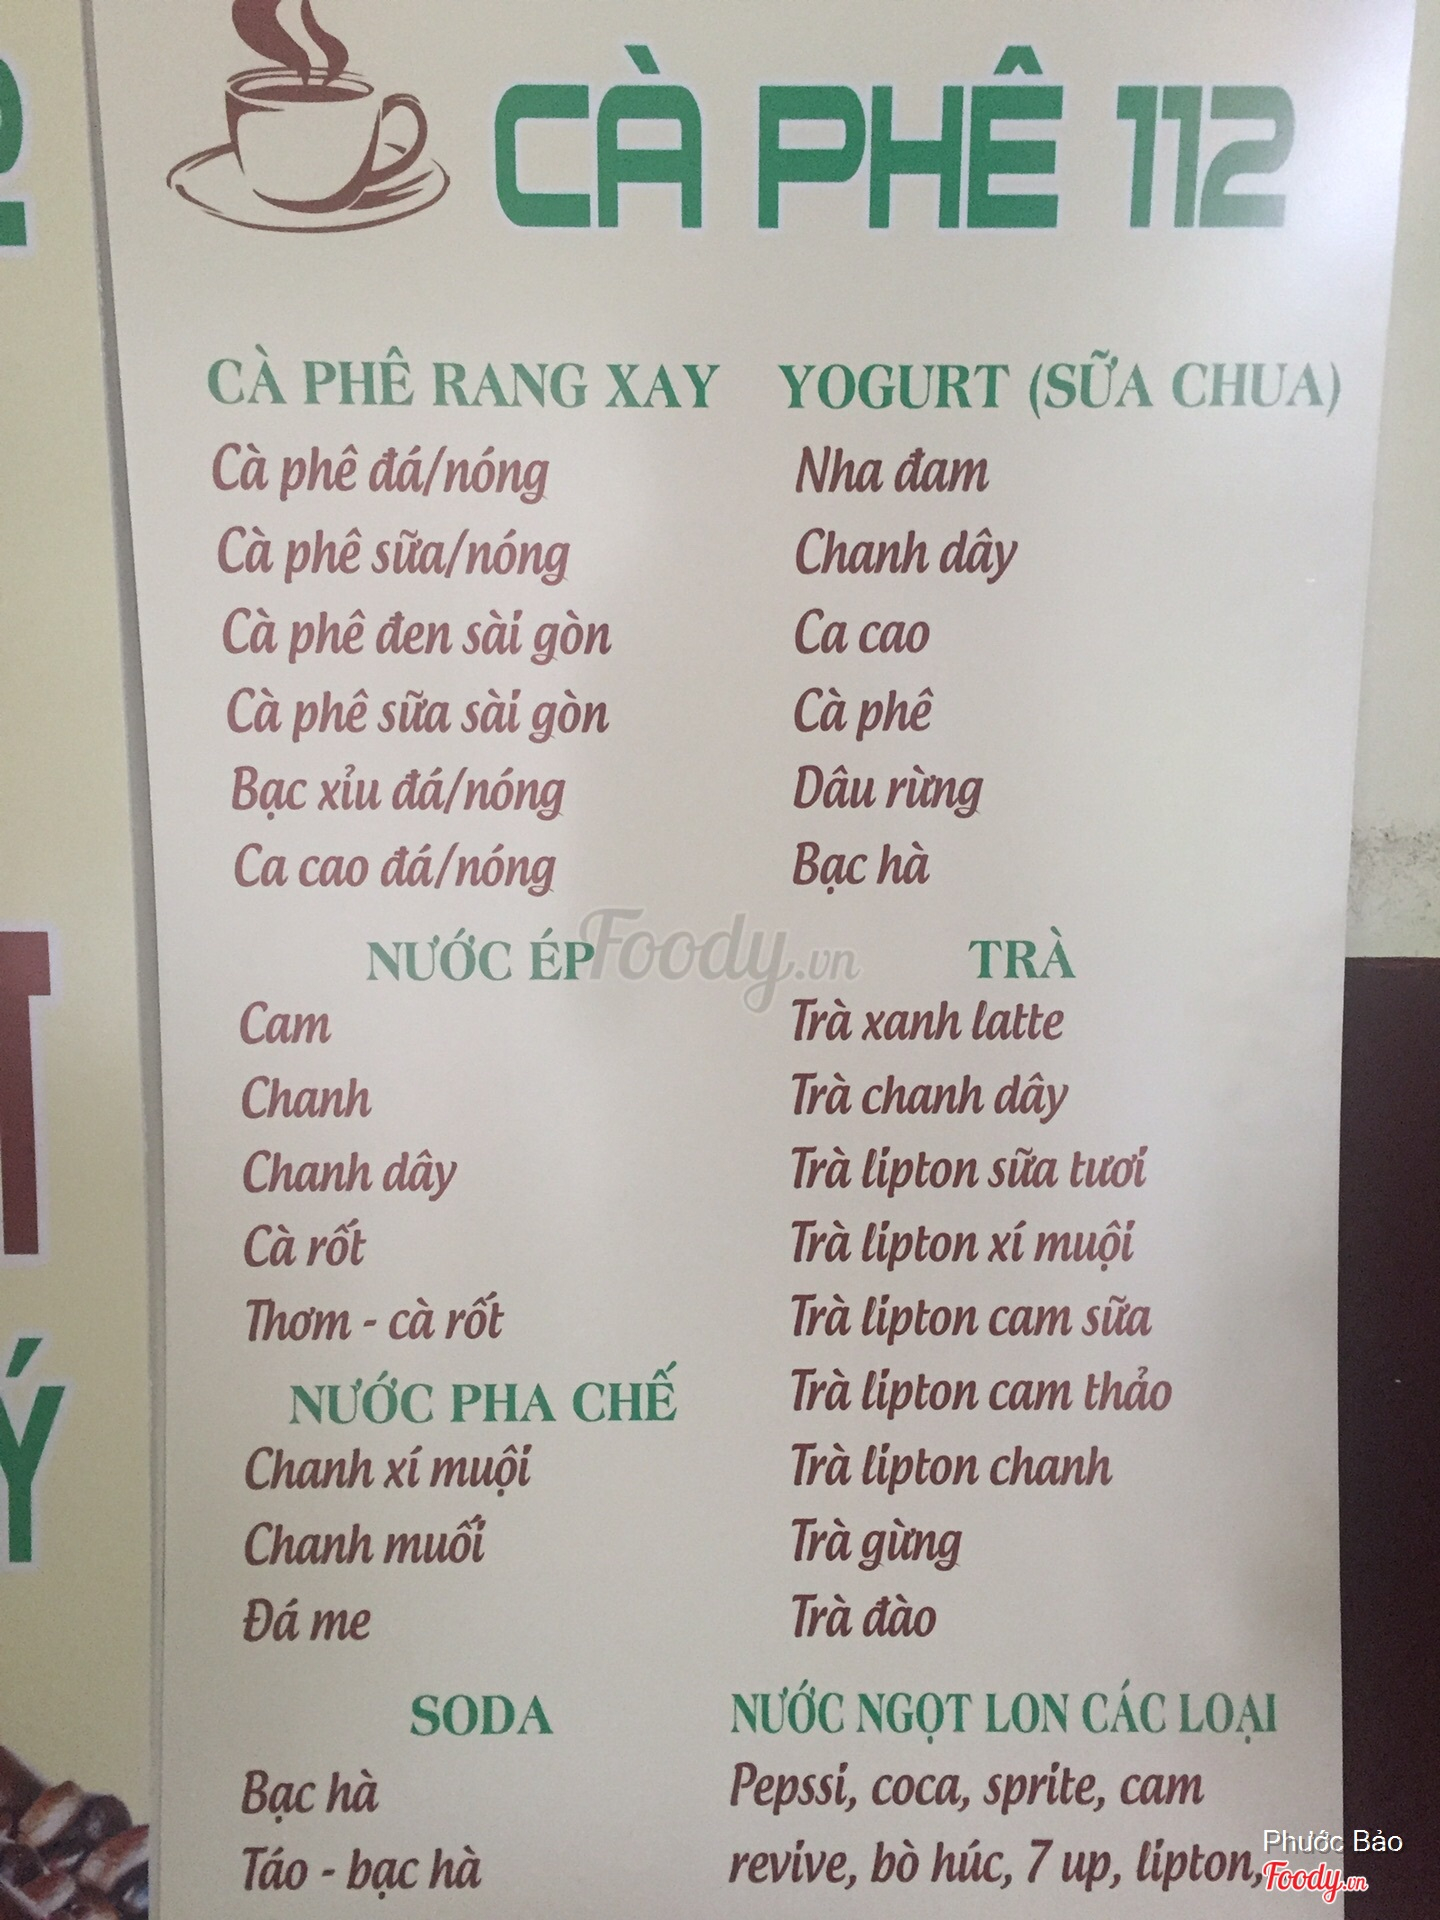 CÀ PHÊ 112
CÀ PHÊ RANG XAY
Cà phê đá/nóng
Cà phê sữa/nóng
Cà phê đen sài gòn
Cà phê sữa sài gòn
Bạc xỉu đá/nóng
Ca cao đá/nóng
NƯỚC ÉP
Cam
Chanh
Chanh dây
Cà rốt
Thơm - cà rốt
NƯỚC PHA CHẾ
Chanh xí muội
Chanh muối
Đá me
SODA
Bạc hà
Táo - bạc hà
YOGURT (SỮA CHUA)
Nha đam
Chanh dây
Ca cao
Cà phê
Dâu rừng
Bạc hà
TRÀ
Trà xanh latte
Trà chanh dây
Trà lipton sữa tươi
Trà lipton xí muội
Trà lipton cam sữa
Trà lipton cam thảo
Trà lipton chanh
Trà gừng
Trà đào
NƯỚC NGỌT LON CÁC LOẠI
Pepssi, coca, sprite, cam
revive, bò húc, 7 up, lipton,
Foody.vn
Phước Bảo
Foody.vn